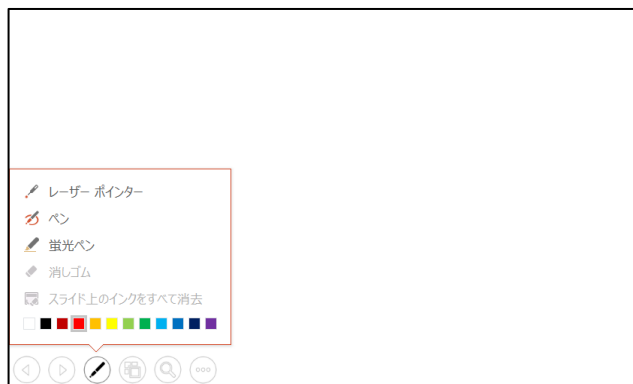 レーザー ポインター
ペン
蛍光ペン
消しゴム
スライド上のインクをすべて消去